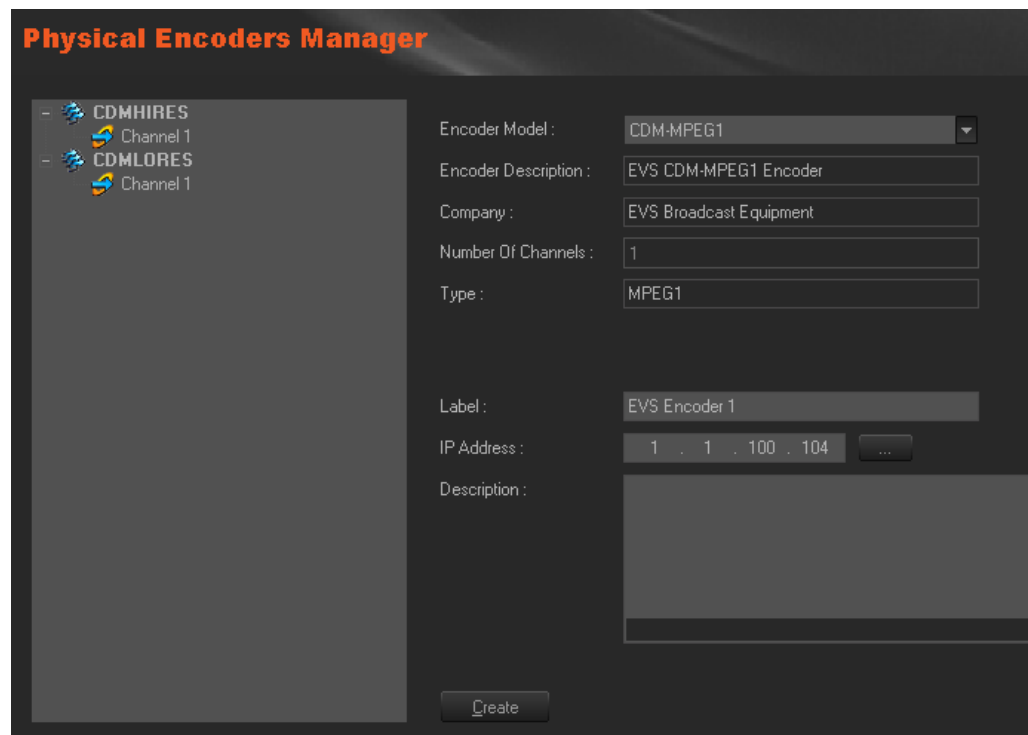 Physical Encoders Manager
CDMHIRES
Channel 1
CDMLORES
Channel 1
Encoder Model : CDM-MPEG1
Encoder Description : EVS CDM-MPEG1 Encoder
Company : EVS Broadcast Equipment
Number Of Channels : 1
Type : MPEG1
Label : EVS Encoder 1
IP Address : 1 . 1 . 100 . 104 ...
Description :
Create